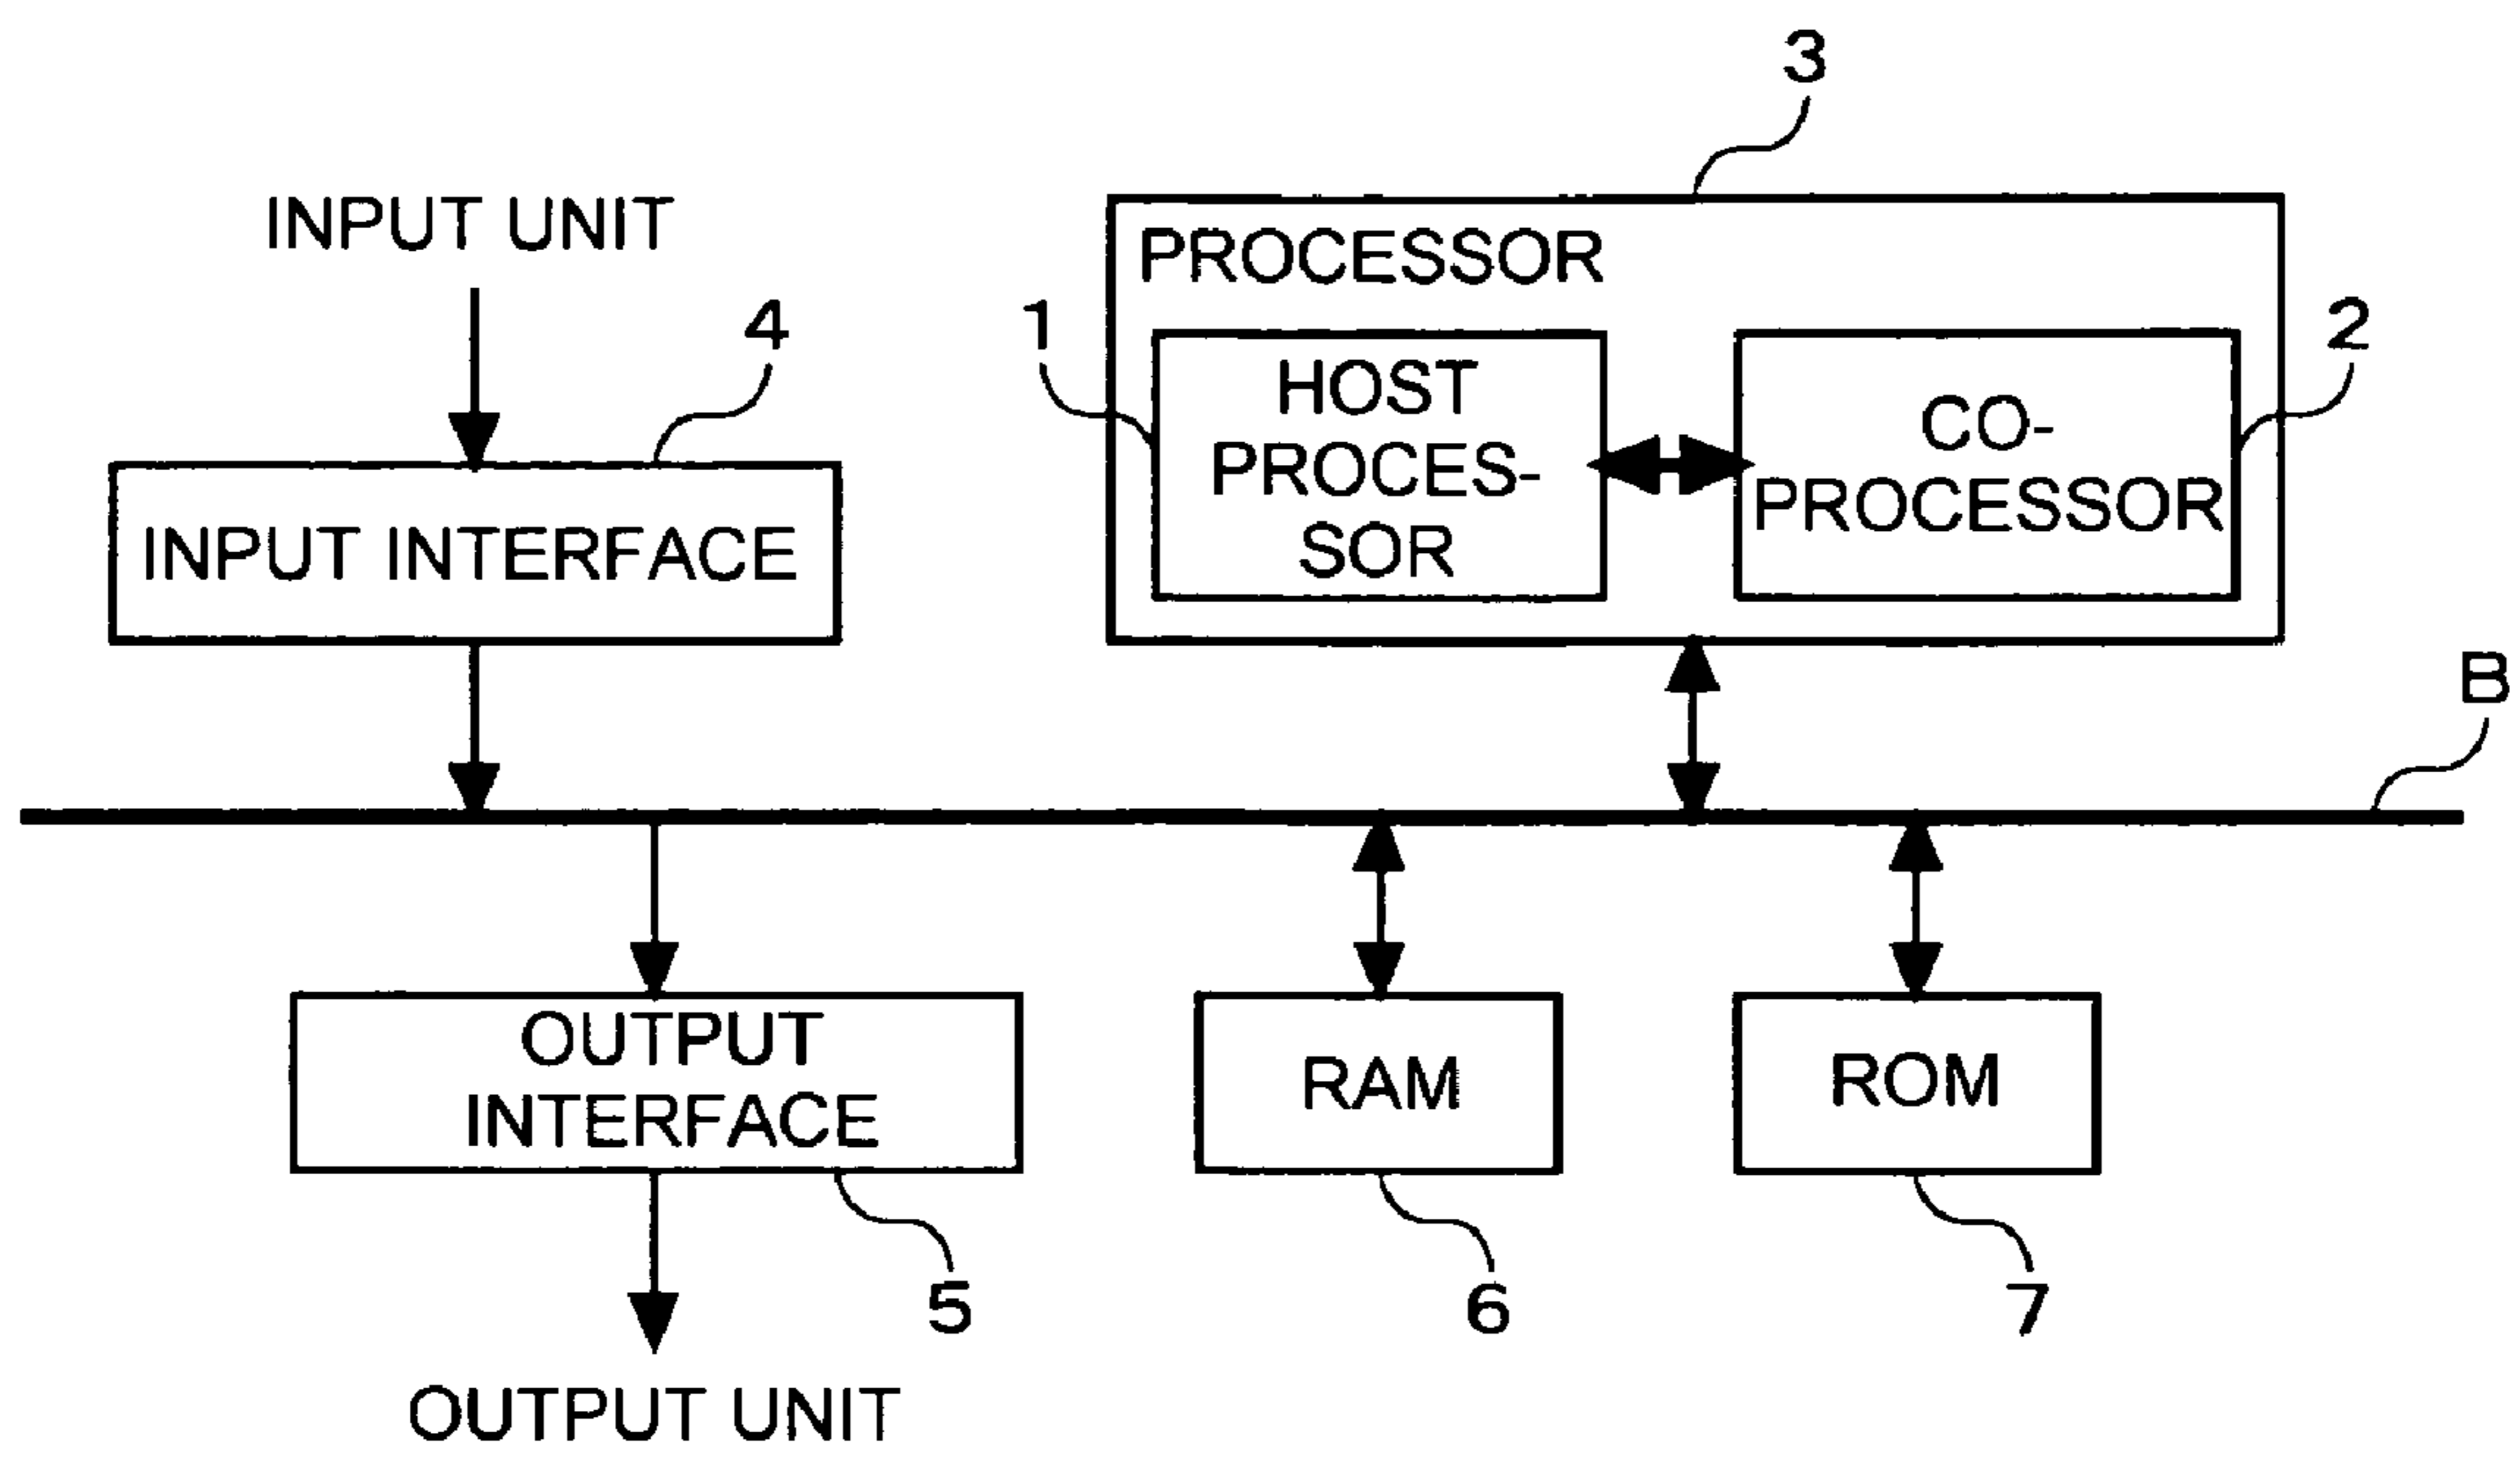 3
INPUT UNIT
PROCESSOR
4
1
2
HOST
PROCES-
SOR
CO-
PROCESSOR
INPUT INTERFACE
B
OUTPUT
INTERFACE
RAM
ROM
5
6
7
OUTPUT UNIT